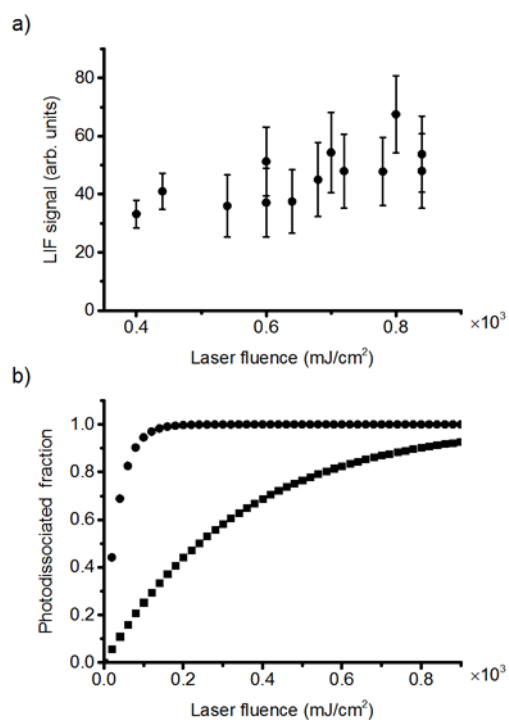 a)
LIF signal (arb. units)
80
60
40
20
0
0.4 0.6 0.8 ×10³
Laser fluence (mJ/cm²)
b)
Photodissociated fraction
1.0
0.8
0.6
0.4
0.2
0.0
0.0 0.2 0.4 0.6 0.8 ×10³
Laser fluence (mJ/cm²)